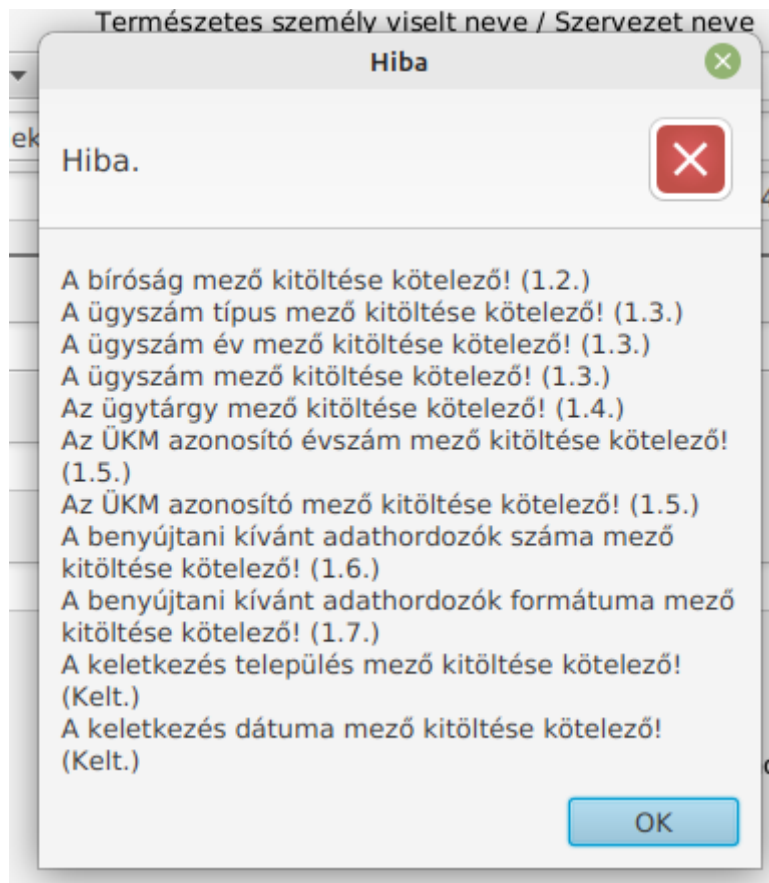 Természetes személy viselt neve / Szervezet neve
Hiba
ek
Hiba.
A bíróság mező kitöltése kötelező! (1.2.)
A ügyszám típus mező kitöltése kötelező! (1.3.)
A ügyszám év mező kitöltése kötelező! (1.3.)
A ügyszám mező kitöltése kötelező! (1.3.)
Az ügytárgy mező kitöltése kötelező! (1.4.)
Az ÜKM azonosító évszám mező kitöltése kötelező!
(1.5.)
Az ÜKM azonosító mező kitöltése kötelező! (1.5.)
A benyújtani kívánt adathordozók száma mező
kitöltése kötelező! (1.6.)
A benyújtani kívánt adathordozók formátuma mező
kitöltése kötelező! (1.7.)
A keletkezés település mező kitöltése kötelező!
(Kelt.)
A keletkezés dátuma mező kitöltése kötelező!
(Kelt.)
OK